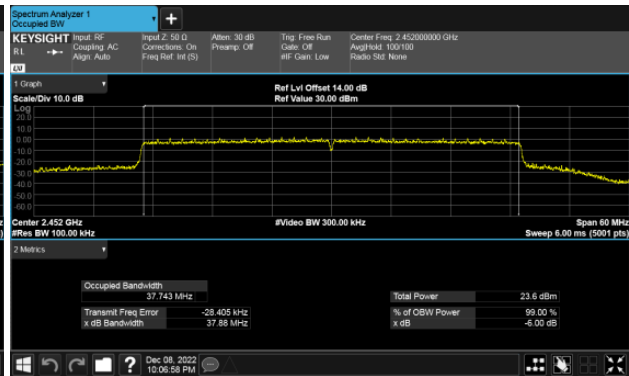 Spectrum Analyzer 1
Occupied BW
+
KEYSIGHT Input: RF Input Z: 50 Ω Atten: 30 dB Trig: Free Run Center Freq: 2.452000000 GHz
RL Coupling: AC Corrections: On Preamp: Off Gate: Off Avg|Hold: 100/100
Align: Auto Freq Ref: Int (S) #IF Gain: Low Radio Std: None
LXI
1 Graph Ref Lvl Offset 14.00 dB
Scale/Div 10.0 dB Ref Value 30.00 dBm
Log
20.0
10.0
0.00
-10.0
-20.0
-30.0
-40.0
-50.0
-60.0
Center 2.452 GHz #Video BW 300.00 kHz Span 60 MHz
#Res BW 100.00 kHz Sweep 6.00 ms (5001 pts)
2 Metrics
Occupied Bandwidth
37.743 MHz Total Power 23.6 dBm
Transmit Freq Error -28.405 kHz % of OBW Power 99.00 %
x dB Bandwidth 37.88 MHz x dB -6.00 dB
? Dec 08, 2022
10:06:58 PM